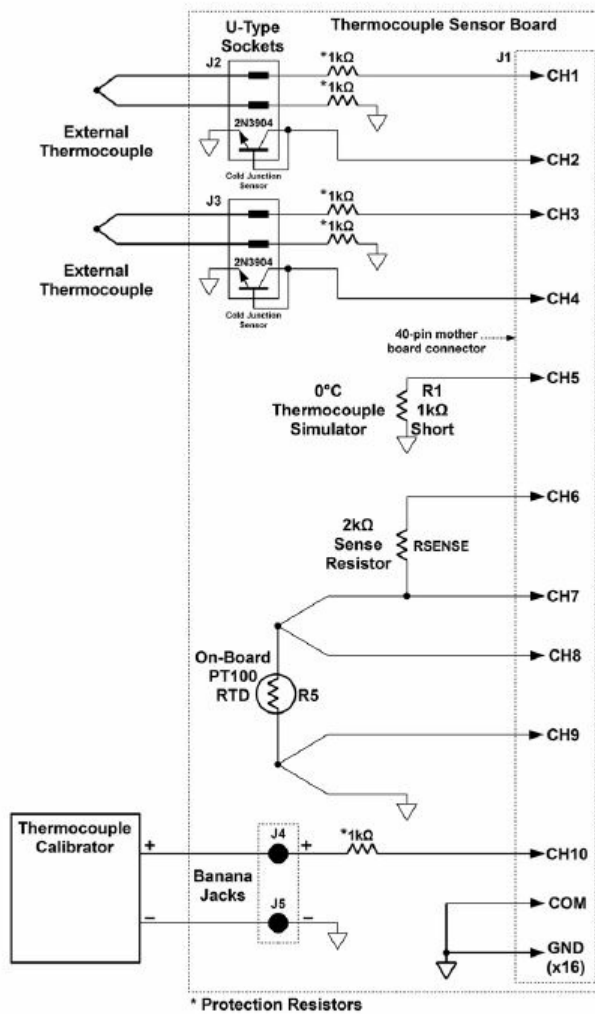 Thermocouple Sensor Board
U-Type
Sockets
J2
*1kΩ
J1
CH1
*1kΩ
2N3904
External
Thermocouple
Cold Junction
Sensor
CH2
J3
*1kΩ
CH3
*1kΩ
2N3904
External
Thermocouple
Cold Junction
Sensor
CH4
40-pin mother
board connector
CH5
0°C
Thermocouple
Simulator
R1
1kΩ
Short
CH6
2kΩ
Sense
Resistor
RSENSE
CH7
On-Board
PT100
RTD
R5
CH8
CH9
Thermocouple
Calibrator
+
J4
+
*1kΩ
CH10
Banana
Jacks
–
J5
–
COM
GND
(x16)
* Protection Resistors